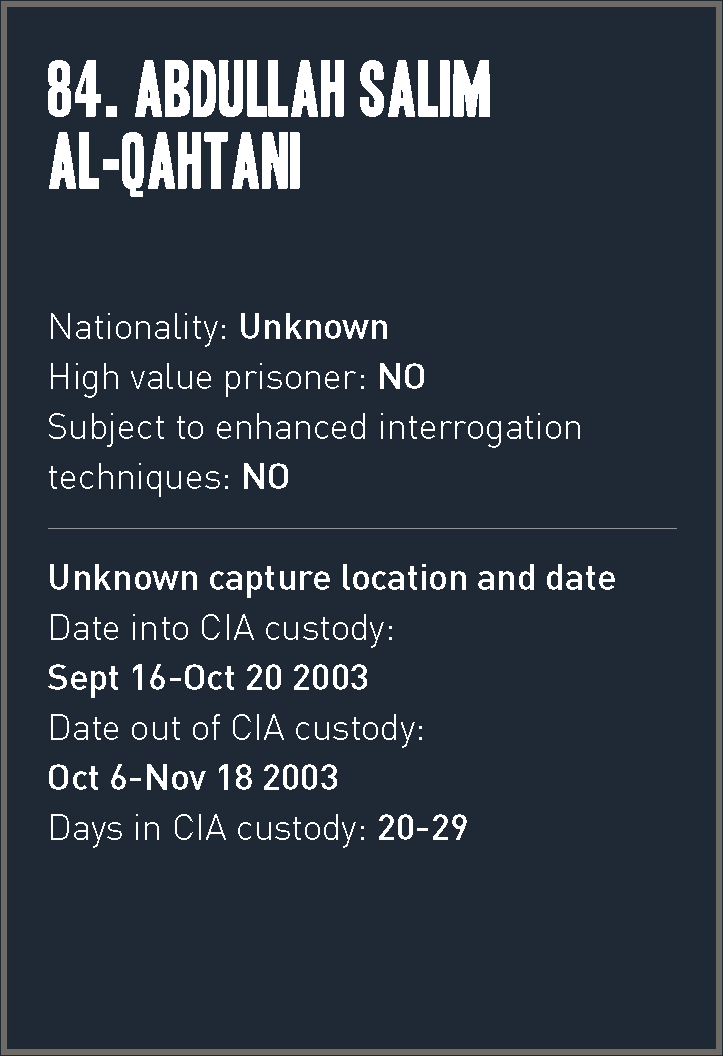 84. ABDULLAH SALIM
AL-QAHTANI
Nationality: Unknown
High value prisoner: NO
Subject to enhanced interrogation
techniques: NO
Unknown capture location and date
Date into CIA custody:
Sept 16-Oct 20 2003
Date out of CIA custody:
Oct 6-Nov 18 2003
Days in CIA custody: 20-29